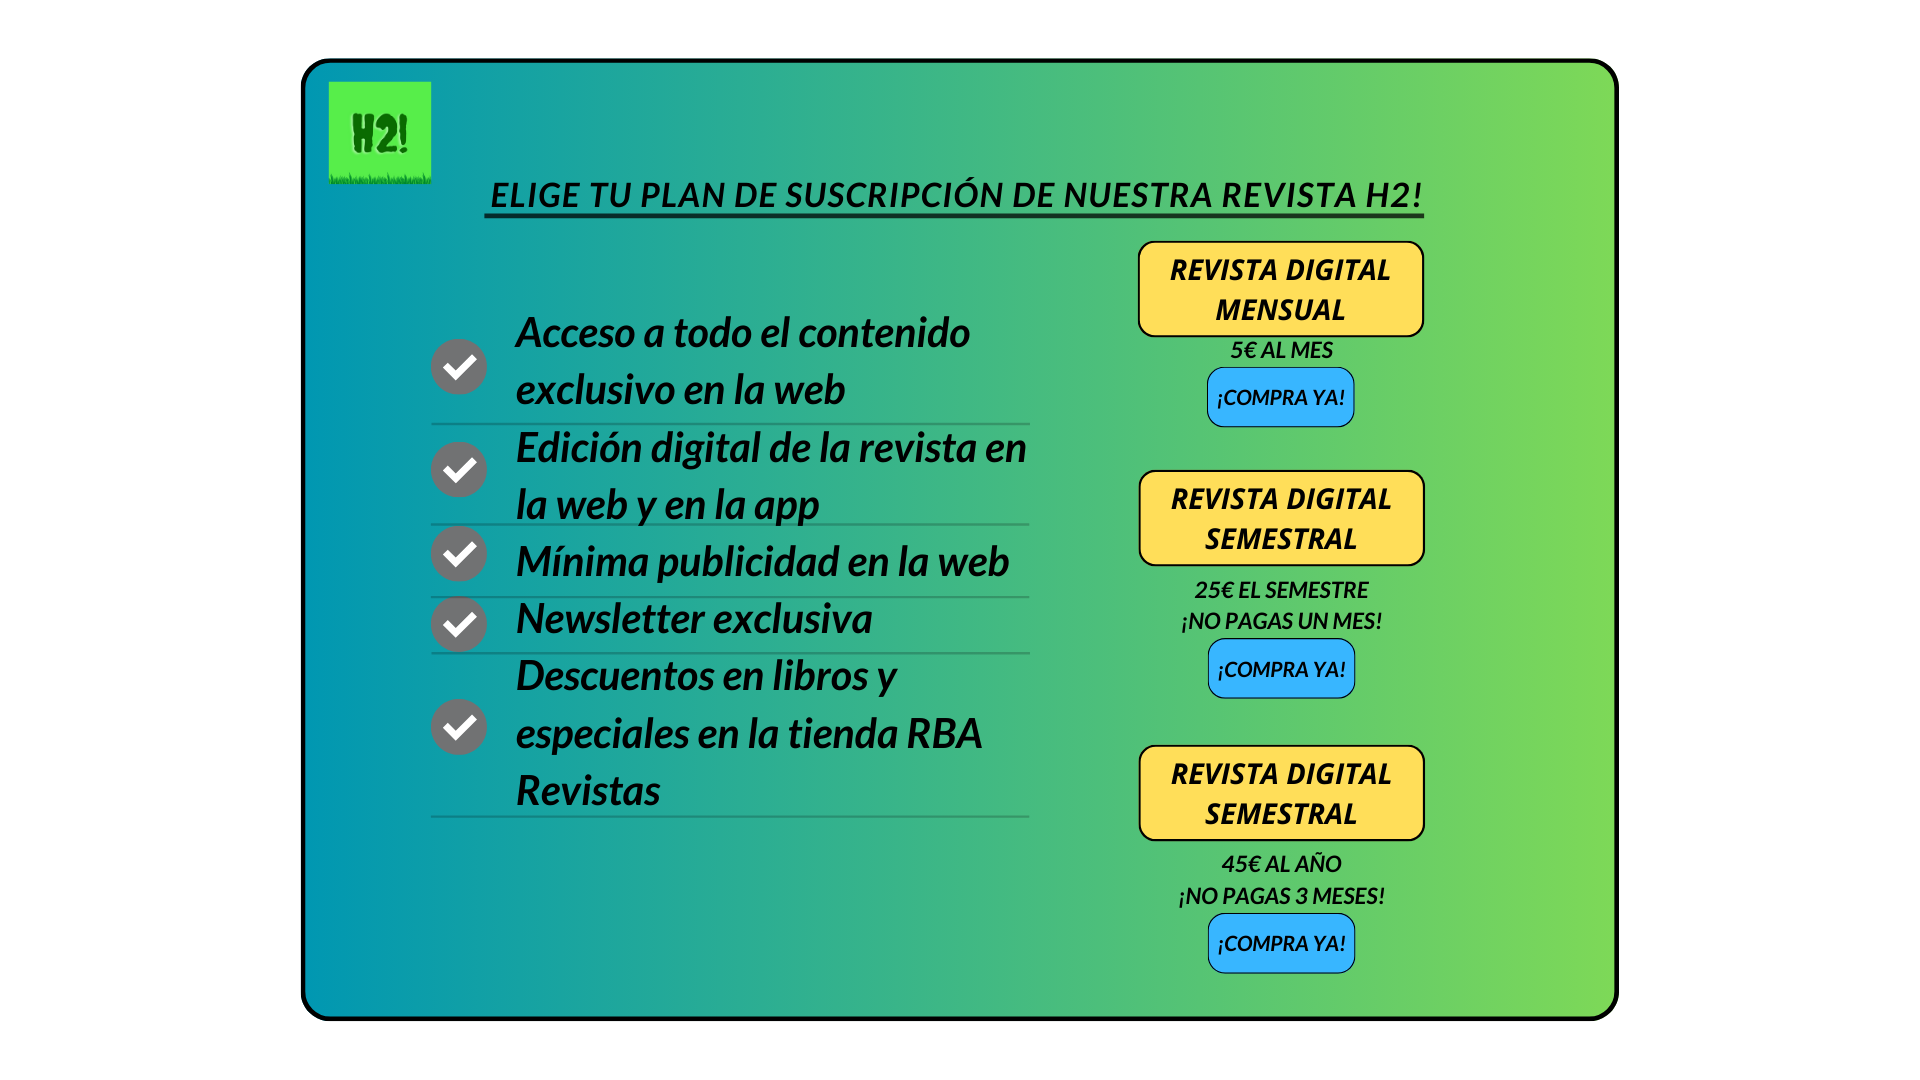 H2!
ELIGE TU PLAN DE SUSCRIPCIÓN DE NUESTRA REVISTA H2!
Acceso a todo el contenido
exclusivo en la web
Edición digital de la revista en
la web y en la app
Mínima publicidad en la web
Newsletter exclusiva
Descuentos en libros y
especiales en la tienda RBA
Revistas
REVISTA DIGITAL
MENSUAL
5€ AL MES
¡COMPRA YA!
REVISTA DIGITAL
SEMESTRAL
25€ EL SEMESTRE
¡NO PAGAS UN MES!
¡COMPRA YA!
REVISTA DIGITAL
SEMESTRAL
45€ AL AÑO
¡NO PAGAS 3 MESES!
¡COMPRA YA!